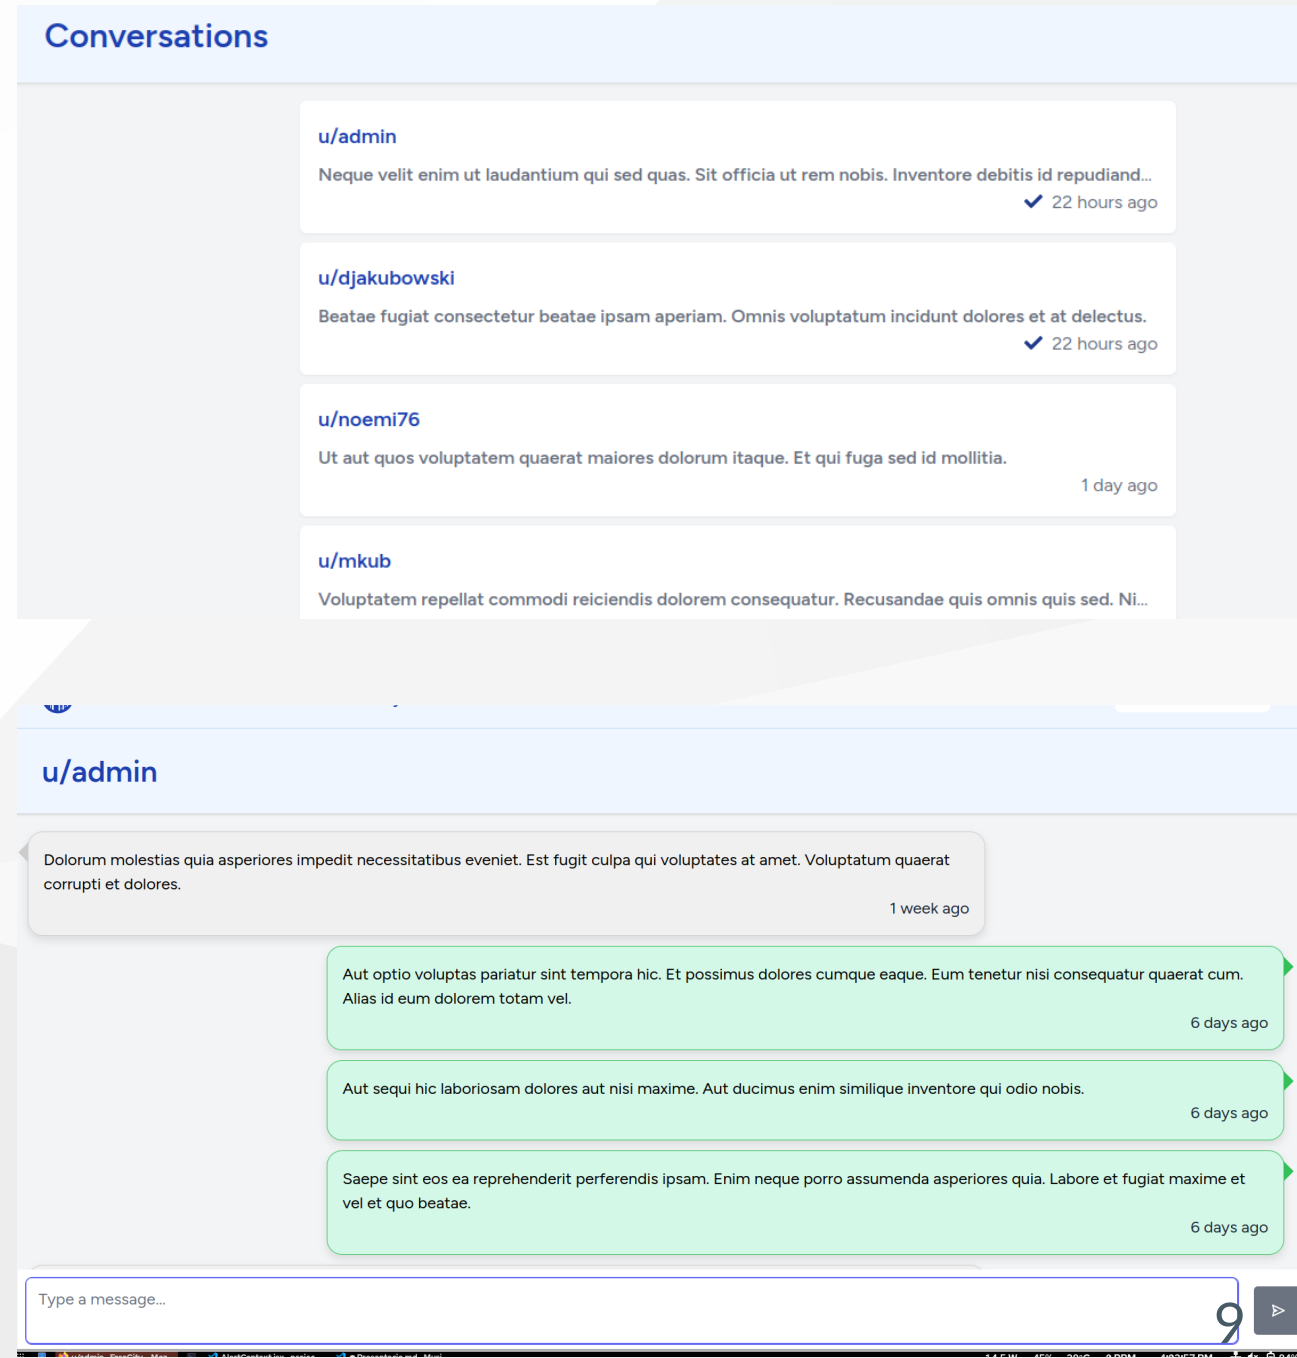 Conversations
u/admin
Neque velit enim ut laudantium qui sed quas. Sit officia ut rem nobis. Inventore debitis id repudiand...
22 hours ago
u/djakubowski
Beatae fugiat consectetur beatae ipsam aperiam. Omnis voluptatum incidunt dolores et at delectus.
22 hours ago
u/noemi76
Ut aut quos voluptatem quaerat maiores dolorum itaque. Et qui fuga sed id mollitia.
1 day ago
u/mkub
Voluptatem repellat commodi reiciendis dolorem consequatur. Recusandae quis omnis quis sed. Ni...
u/admin
Dolorum molestias quia asperiores impedit necessitatibus eveniet. Est fugit culpa qui voluptates at amet. Voluptatum quaerat
corrupti et dolores.
1 week ago
Aut optio voluptas pariatur sint tempora hic. Et possimus dolores cumque eaque. Eum tenetur nisi consequatur quaerat cum.
Alias id eum dolorem totam vel.
6 days ago
Aut sequi hic laboriosam dolores aut nisi maxime. Aut ducimus enim similique inventore qui odio nobis.
6 days ago
Saepe sint eos ea reprehenderit perferendis ipsam. Enim neque porro assumenda asperiores quia. Labore et fugiat maxime et
vel et quo beatae.
6 days ago
Type a message...
9